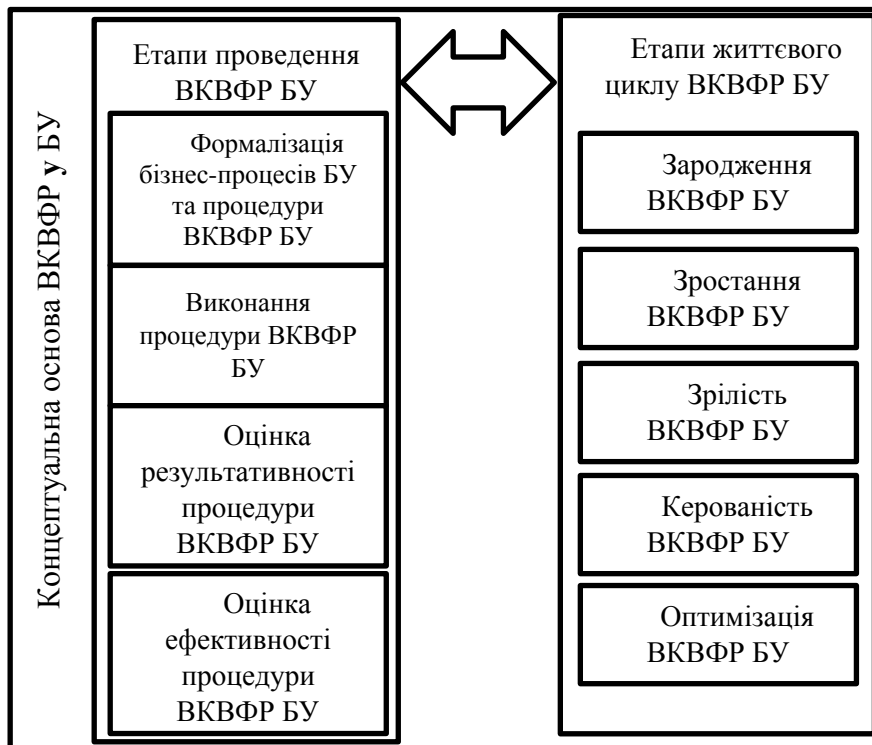 Концептуальна основа ВКВФР у БУ
Етапи проведення
ВКВФР БУ
Формалізація
бізнес-процесів БУ
та процедури
ВКВФР БУ
Виконання
процедури ВКВФР
БУ
Оцінка
результативності
процедури
ВКВФР БУ
Оцінка
ефективності
процедури
ВКВФР БУ
Етапи життєвого
циклу ВКВФР БУ
Зародження
ВКВФР БУ
Зростання
ВКВФР БУ
Зрілість
ВКВФР БУ
Керованість
ВКВФР БУ
Оптимізація
ВКВФР БУ